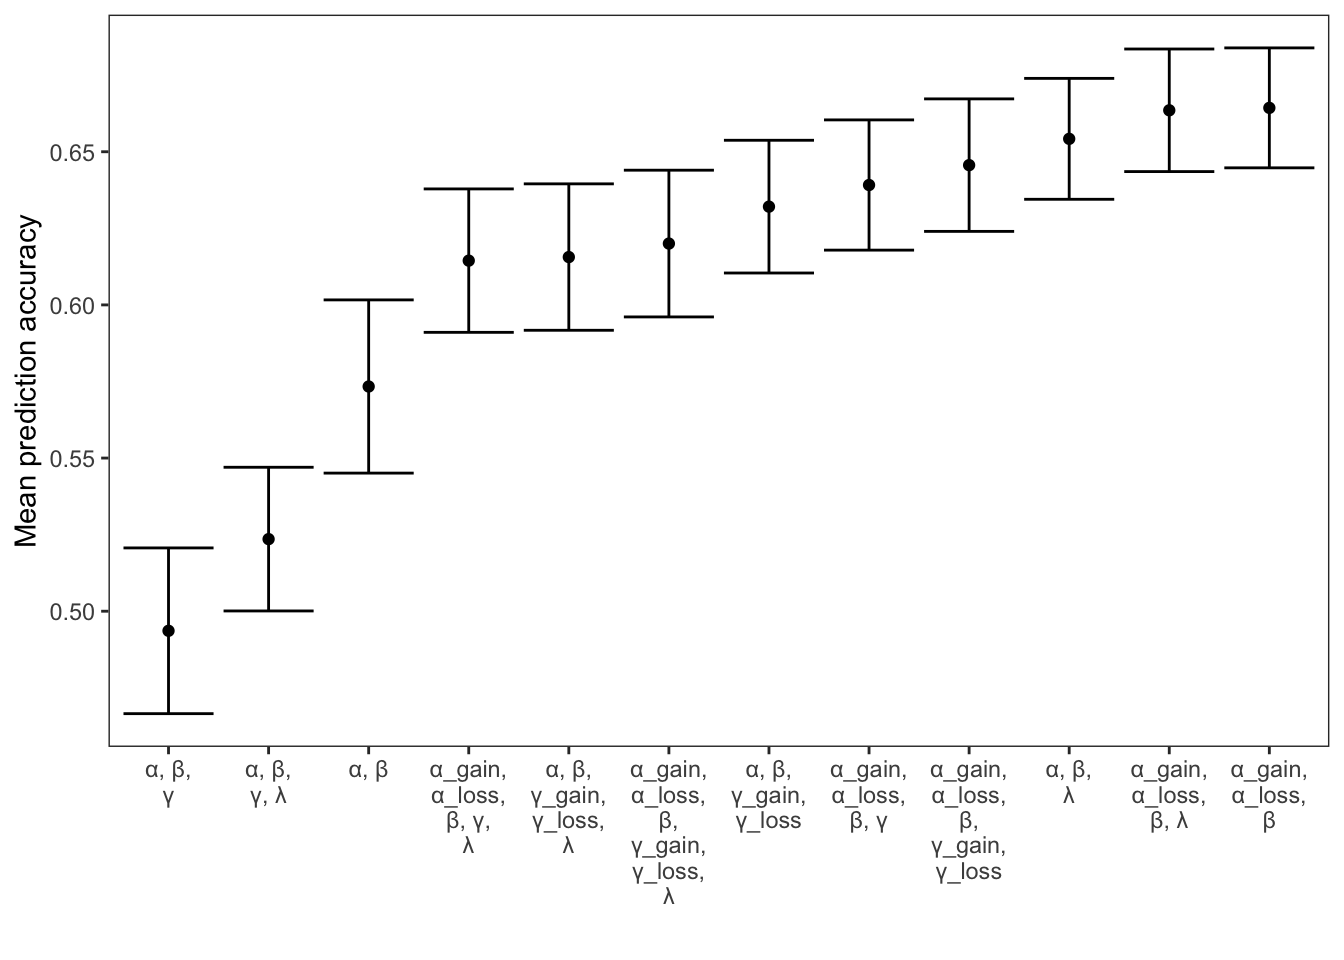 Mean prediction accuracy
0.65
0.60
0.55
0.50
α, β,
γ
α, β,
γ, λ
α, β
α_gain,
α_loss,
β, γ,
λ
α, β,
γ_gain,
γ_loss,
λ
α_gain,
α_loss,
β,
γ_gain,
γ_loss,
λ
α, β,
γ_gain,
γ_loss
α_gain,
α_loss,
β, γ
α_gain,
α_loss,
β,
γ_gain,
γ_loss
α, β,
λ
α_gain,
α_loss,
β, λ
α_gain,
α_loss,
β